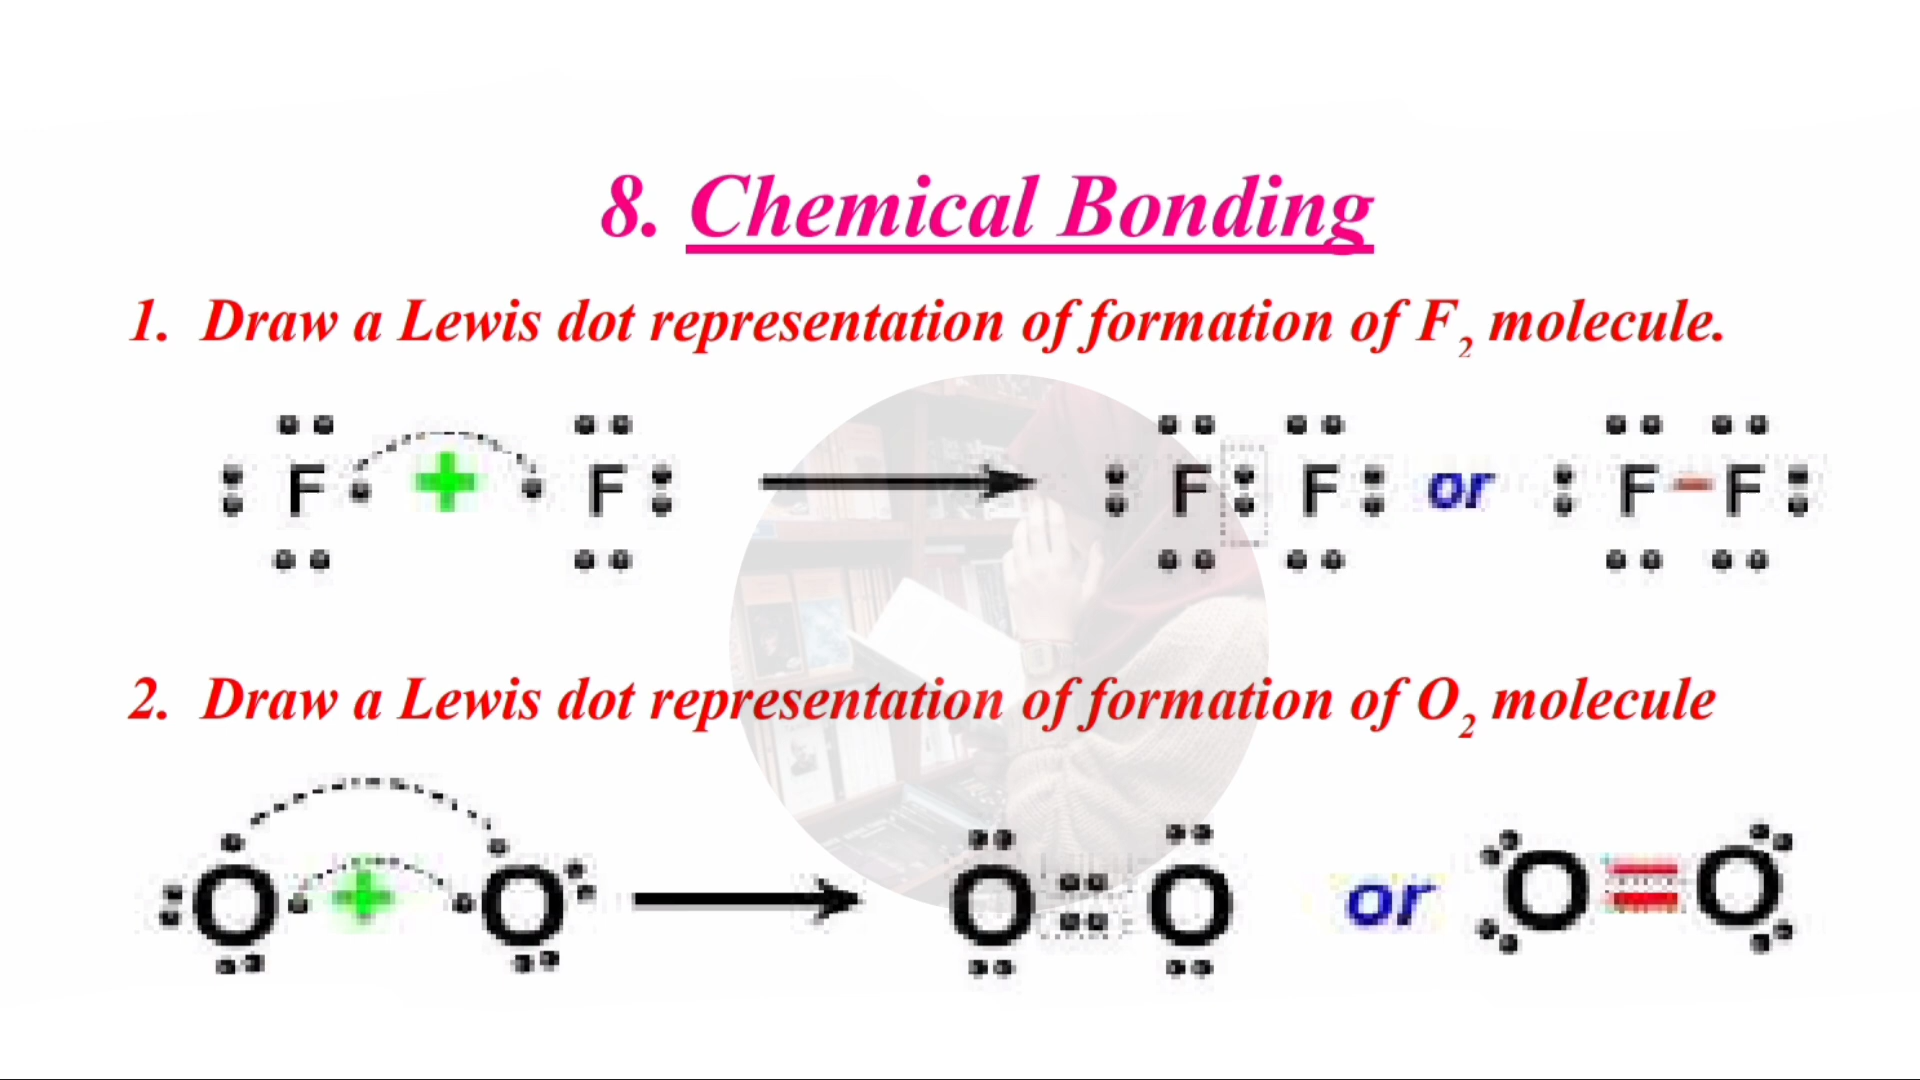 8. Chemical Bonding
1. Draw a Lewis dot representation of formation of F₂ molecule.
F + F F F or F - F
2. Draw a Lewis dot representation of formation of O₂ molecule
O + O O O or O = O